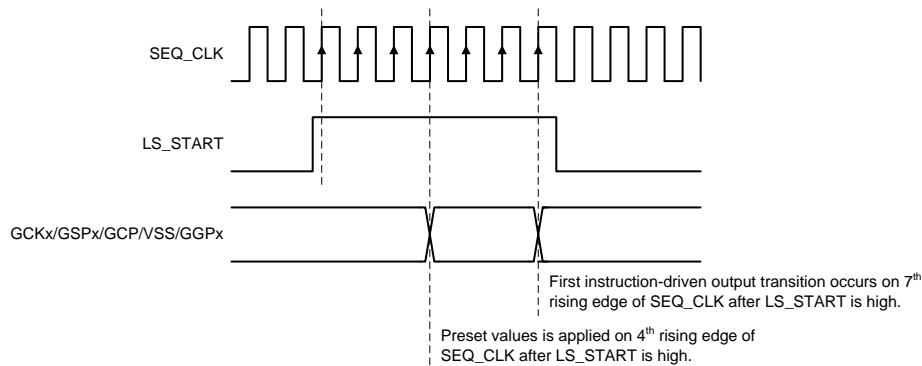 SEQ_CLK
LS_START
GCKx/GSPx/GCP/VSS/GGPx
First instruction-driven output transition occurs on 7th
rising edge of SEQ_CLK after LS_START is high.
Preset values is applied on 4th rising edge of
SEQ_CLK after LS_START is high.